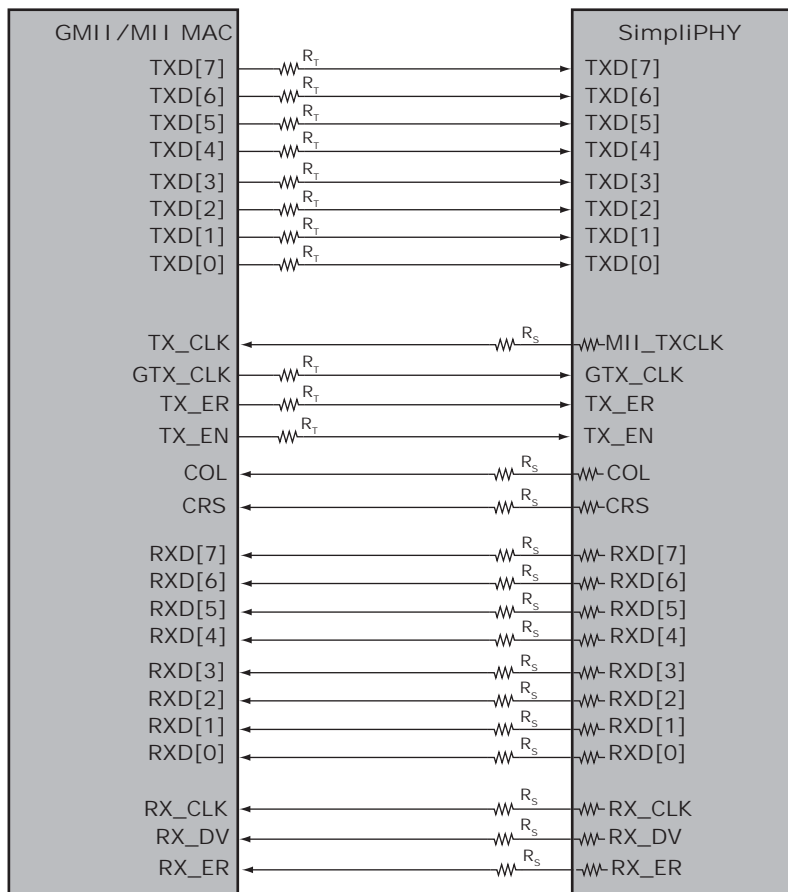 GMII/MII MAC SimpliPHY
TXD[7] R_T TXD[7]
TXD[6] R_T TXD[6]
TXD[5] R_T TXD[5]
TXD[4] R_T TXD[4]
TXD[3] R_T TXD[3]
TXD[2] R_T TXD[2]
TXD[1] R_T TXD[1]
TXD[0] R_T TXD[0]
TX_CLK R_S MII_TXCLK
GTX_CLK R_T GTX_CLK
TX_ER R_T TX_ER
TX_EN R_T TX_EN
COL R_S COL
CRS R_S CRS
RXD[7] R_S RXD[7]
RXD[6] R_S RXD[6]
RXD[5] R_S RXD[5]
RXD[4] R_S RXD[4]
RXD[3] R_S RXD[3]
RXD[2] R_S RXD[2]
RXD[1] R_S RXD[1]
RXD[0] R_S RXD[0]
RX_CLK R_S RX_CLK
RX_DV R_S RX_DV
RX_ER R_S RX_ER